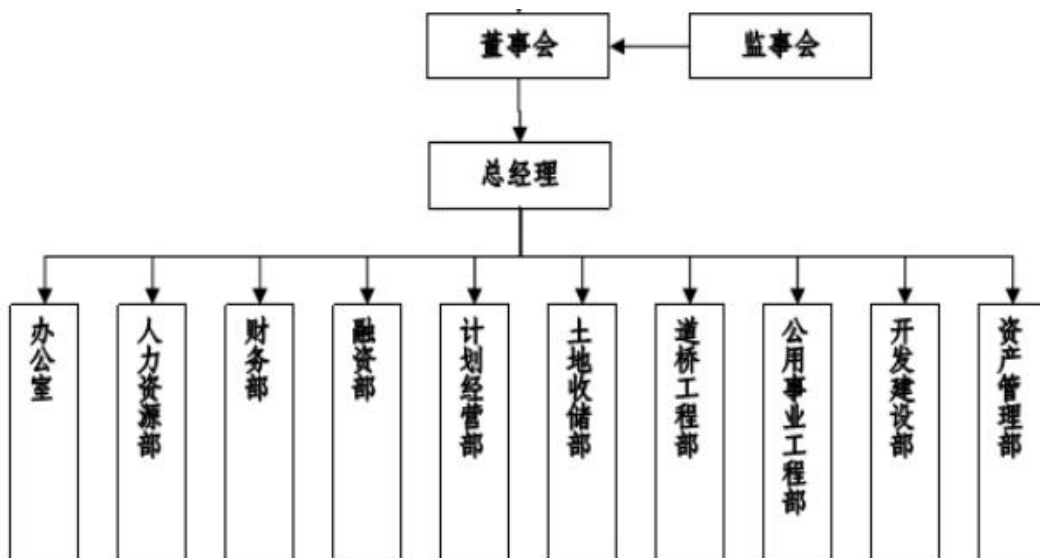 董事会
监事会
总经理
办公室
人力资源部
财务部
融资部
计划经营部
土地收储部
道桥工程部
公用事业工程部
开发建设部
资产管理部